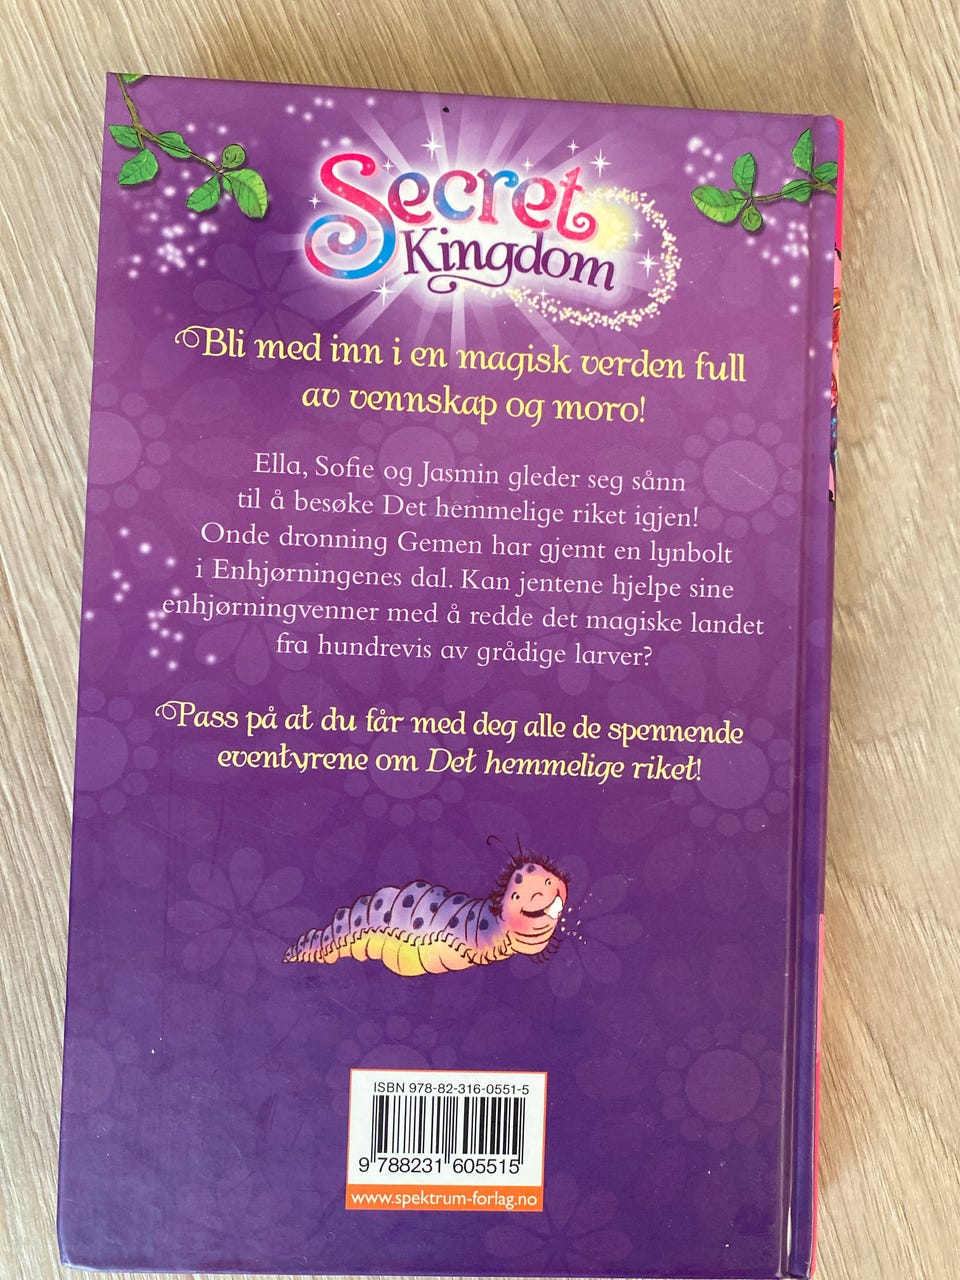 Secret
Kingdom
Bli med inn i en magisk verden full
av vennskap og moro!
Ella, Sofie og Jasmin gleder seg sånn
til å besøke Det hemmelige riket igjen!
Onde dronning Gemen har gjemt en lynbolt
i Enhjørningenes dal. Kan jentene hjelpe sine
enhjørningvenner med å redde det magiske landet
fra hundrevis av grådige larver?
Pass på at du får med deg alle de spennende
eventyrene om Det hemmelige riket!
ISBN 978-82-316-0551-5
9 788231 605515
www.spektrum-forlag.no